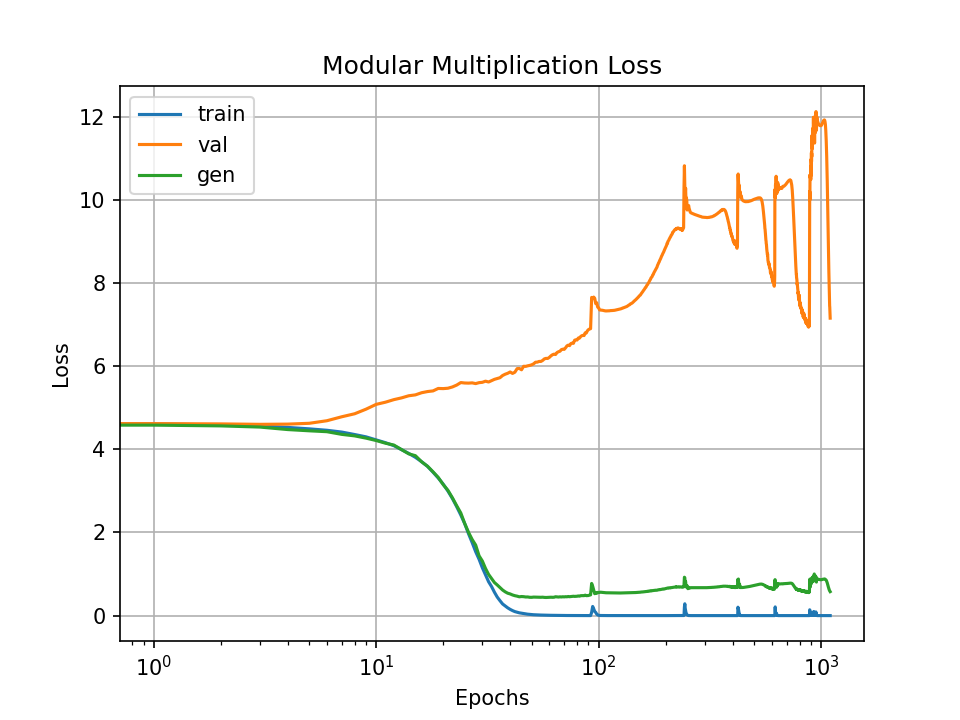 Modular Multiplication Loss
train
val
gen
12
10
8
6
4
2
0
Loss
10⁰
10¹
10²
10³
Epochs